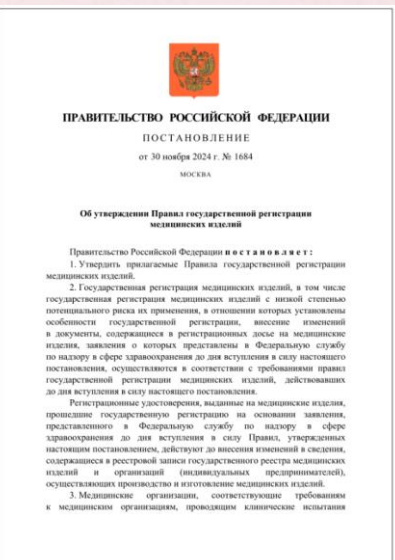 ПРАВИТЕЛЬСТВО РОССИЙСКОЙ ФЕДЕРАЦИИ
ПОСТАНОВЛЕНИЕ
от 30 ноября 2024 г. № 1684
МОСКВА
Об утверждении Правил государственной регистрации
медицинских изделий
Правительство Российской Федерации постановляет:
1. Утвердить прилагаемые Правила государственной регистрации
медицинских изделий.
2. Государственная регистрация медицинских изделий, в том числе
государственная регистрация медицинских изделий с низкой степенью
потенциального риска их применения, в отношении которых установлены
особенности государственной регистрации, внесение изменений
в документы, содержащиеся в регистрационных досье на медицинские
изделия, заявления о которых представлены в Федеральную службу
по надзору в сфере здравоохранения до дня вступления в силу настоящего
постановления, осуществляются в соответствии с требованиями правил
государственной регистрации медицинских изделий, действовавших
до дня вступления в силу настоящего постановления.
Регистрационные удостоверения, выданные на медицинские изделия,
прошедшие государственную регистрацию на основании заявления,
представленного в Федеральную службу по надзору в сфере
здравоохранения до дня вступления в силу Правил, утвержденных
настоящим постановлением, действуют до внесения изменений в сведения,
содержащиеся в реестровой записи государственного реестра медицинских
изделий и организаций (индивидуальных предпринимателей),
осуществляющих производство и изготовление медицинских изделий.
3. Медицинские организации, соответствующие требованиям
к медицинским организациям, проводящим клинические испытания